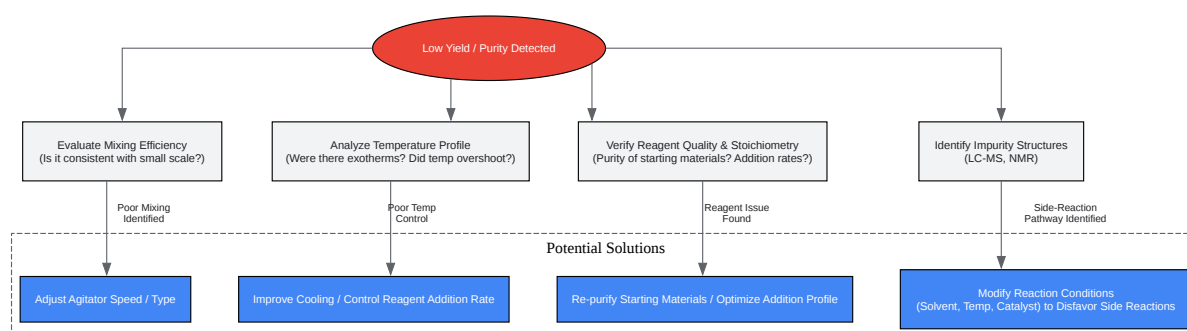 Low Yield / Purity Detected
Evaluate Mixing Efficiency
(Is it consistent with small scale?)
Analyze Temperature Profile
(Were there exotherms? Did temp overshoot?)
Verify Reagent Quality & Stoichiometry
(Purity of starting materials? Addition rates?)
Identify Impurity Structures
(LC-MS, NMR)
Poor Mixing
Identified
Poor Temp
Control
Reagent Issue
Found
Side-Reaction
Pathway Identified
Potential Solutions
Adjust Agitator Speed / Type
Improve Cooling / Control Reagent Addition Rate
Re-purify Starting Materials / Optimize Addition Profile
Modify Reaction Conditions
(Solvent, Temp, Catalyst) to Disfavor Side Reactions